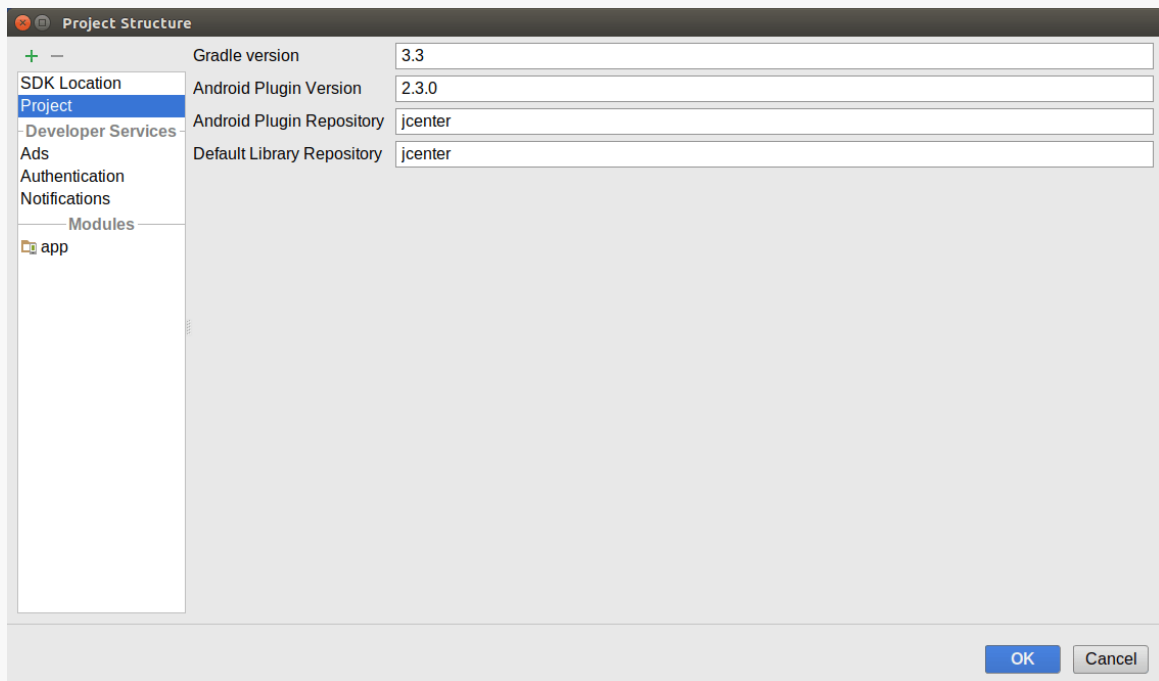 Project Structure
SDK Location
Project
Developer Services
Ads
Authentication
Notifications
Modules
app
Gradle version 3.3
Android Plugin Version 2.3.0
Android Plugin Repository jcenter
Default Library Repository jcenter
OK Cancel